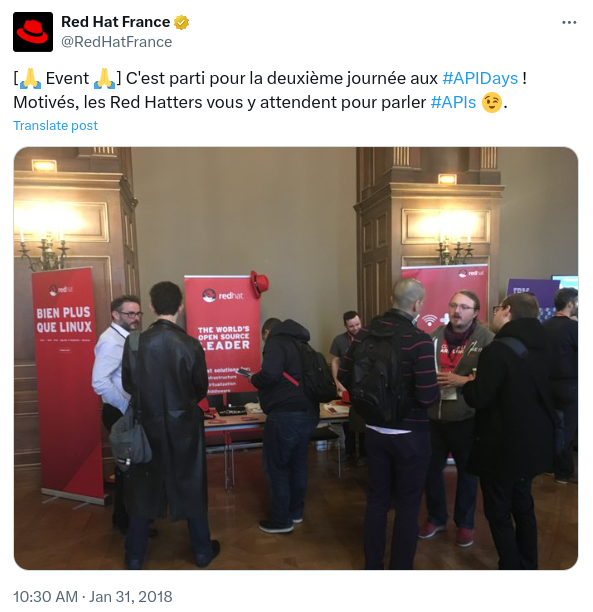 Red Hat France
@RedHatFrance
[🙏 Event 🙏] C'est parti pour la deuxième journée aux #APIDays !
Motivés, les Red Hatters vous y attendent pour parler #APIs 😉.
Translate post
redhat
BIEN PLUS
QUE LINUX
redhat
THE WORLD'S
OPEN SOURCE
LEADER
redhat
10:30 AM · Jan 31, 2018